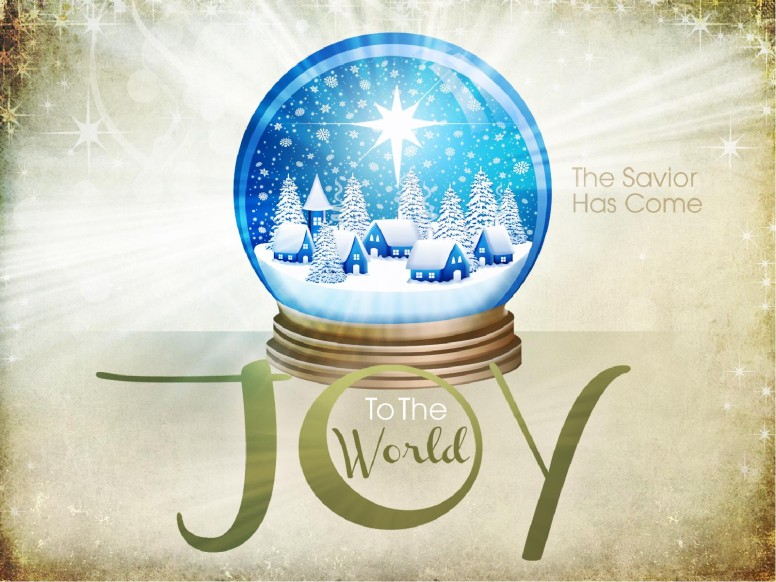 The Savior
Has Come
JOY
To The
World